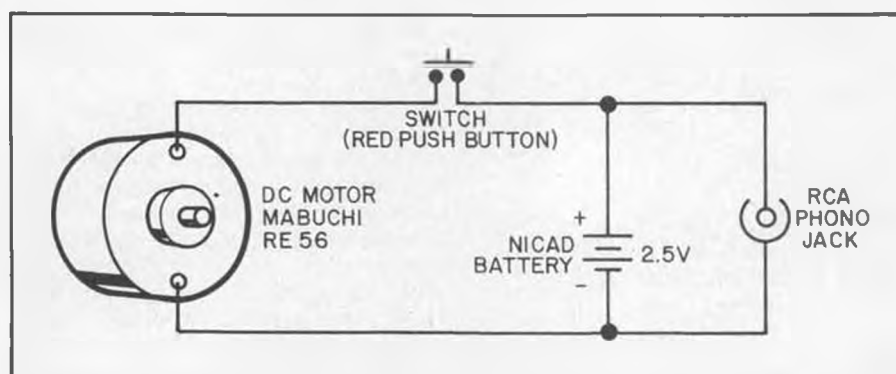 SWITCH
(RED PUSH BUTTON)
DC MOTOR
MABUCHI
RE 56
+
NICAD
BATTERY
2.5V
−
RCA
PHONO
JACK